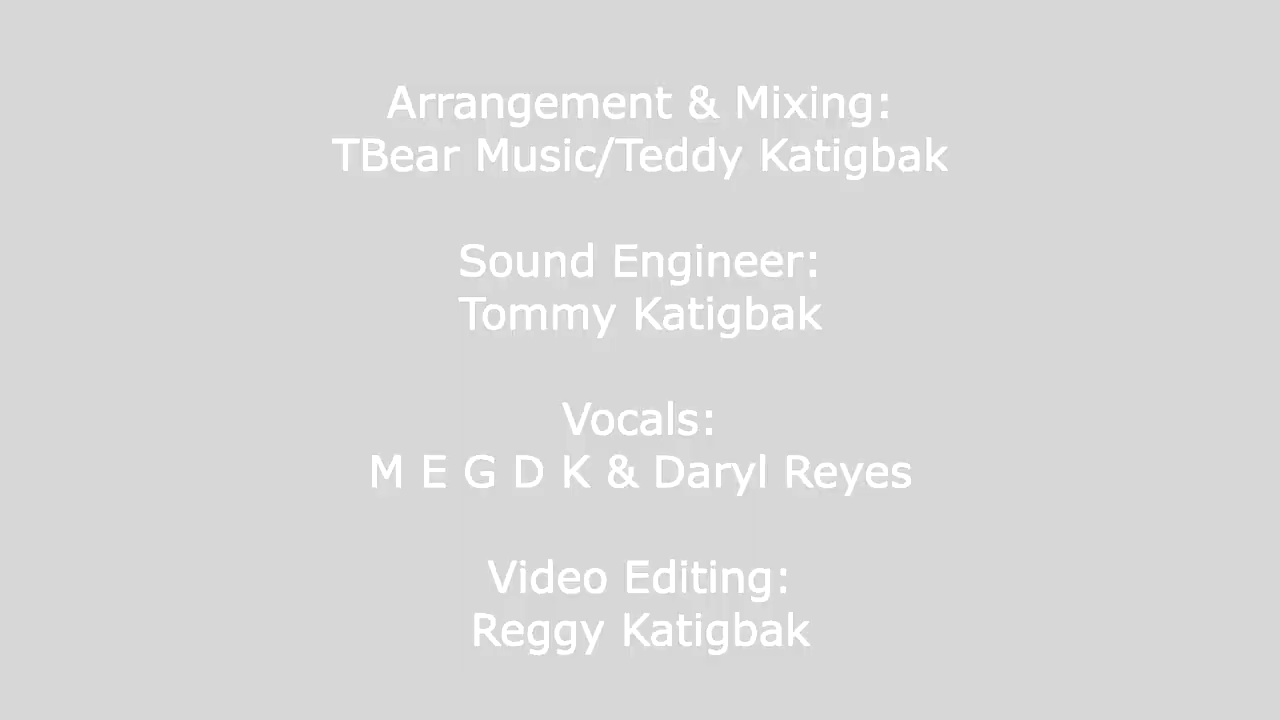 Arrangement & Mixing:
TBear Music/Teddy Katigbak
Sound Engineer:
Tommy Katigbak
Vocals:
M E G D K & Daryl Reyes
Video Editing:
Reggy Katigbak